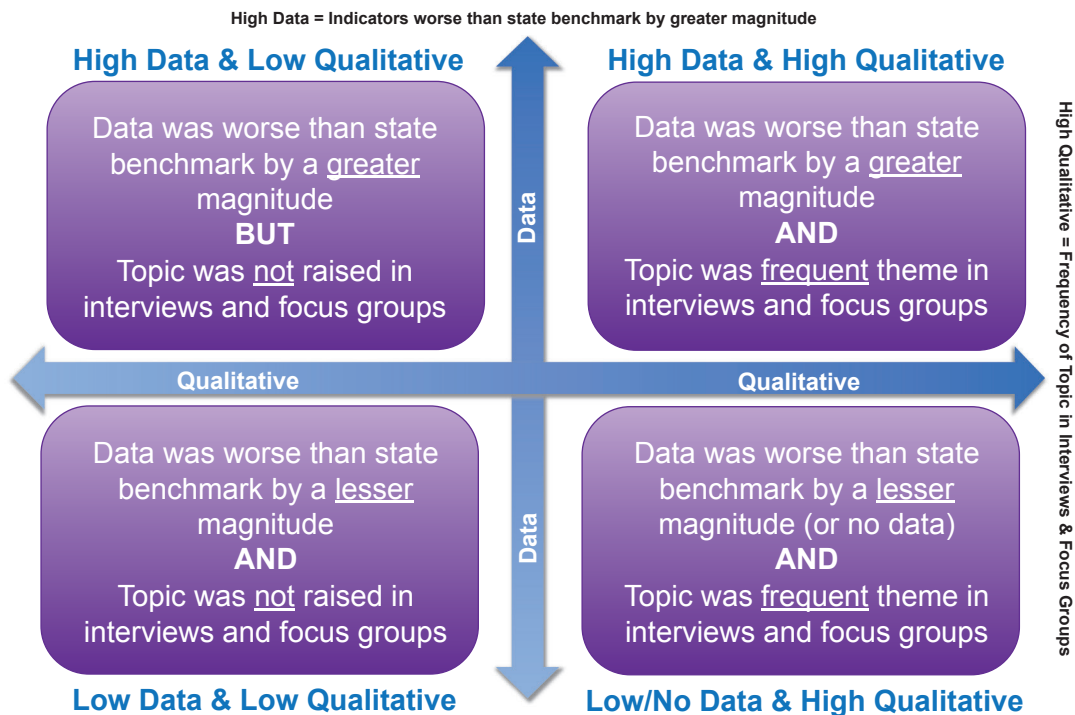 High Data = Indicators worse than state benchmark by greater magnitude
High Data & Low Qualitative
Data was worse than state
benchmark by a greater
magnitude
BUT
Topic was not raised in
interviews and focus groups
High Data & High Qualitative
Data was worse than state
benchmark by a greater
magnitude
AND
Topic was frequent theme in
interviews and focus groups
Data
High Qualitative = Frequency of Topic in Interviews & Focus Groups
Qualitative
Qualitative
Data was worse than state
benchmark by a lesser
magnitude
AND
Topic was not raised in
interviews and focus groups
Low Data & Low Qualitative
Data
Data was worse than state
benchmark by a lesser
magnitude (or no data)
AND
Topic was frequent theme in
interviews and focus groups
Low/No Data & High Qualitative